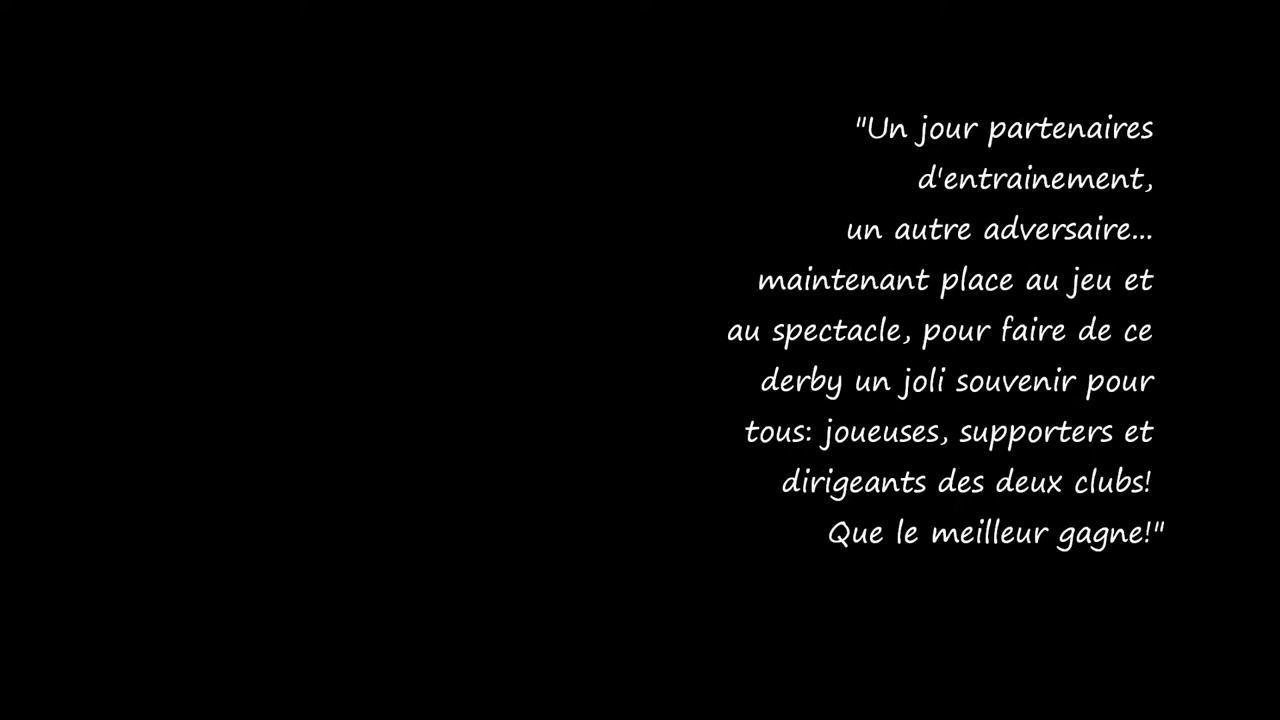 "Un jour partenaires
d'entrainement,
un autre adversaire...
maintenant place au jeu et
au spectacle, pour faire de ce
derby un joli souvenir pour
tous: joueuses, supporters et
dirigeants des deux clubs!
Que le meilleur gagne!"